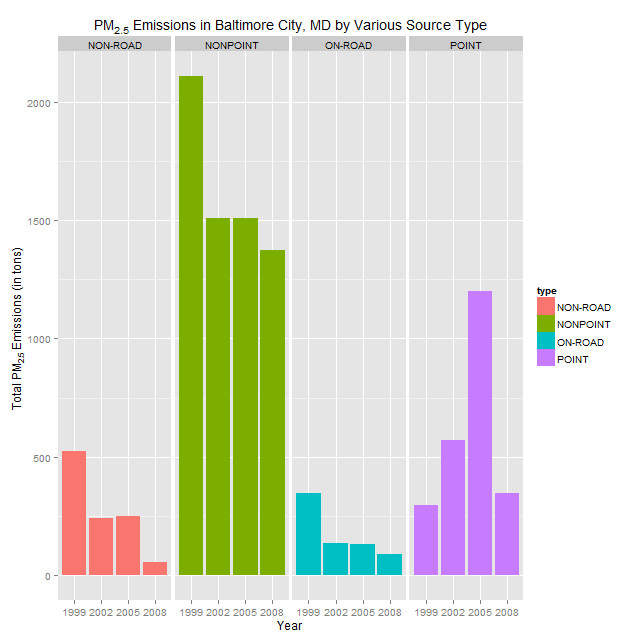 PM2.5 Emissions in Baltimore City, MD by Various Source Type
NON-ROAD NONPOINT ON-ROAD POINT
2000
1500
1000
500
0
Total PM2.5 Emissions (in tons)
1999 2002 2005 2008 1999 2002 2005 2008 1999 2002 2005 2008 1999 2002 2005 2008
Year
type
NON-ROAD
NONPOINT
ON-ROAD
POINT